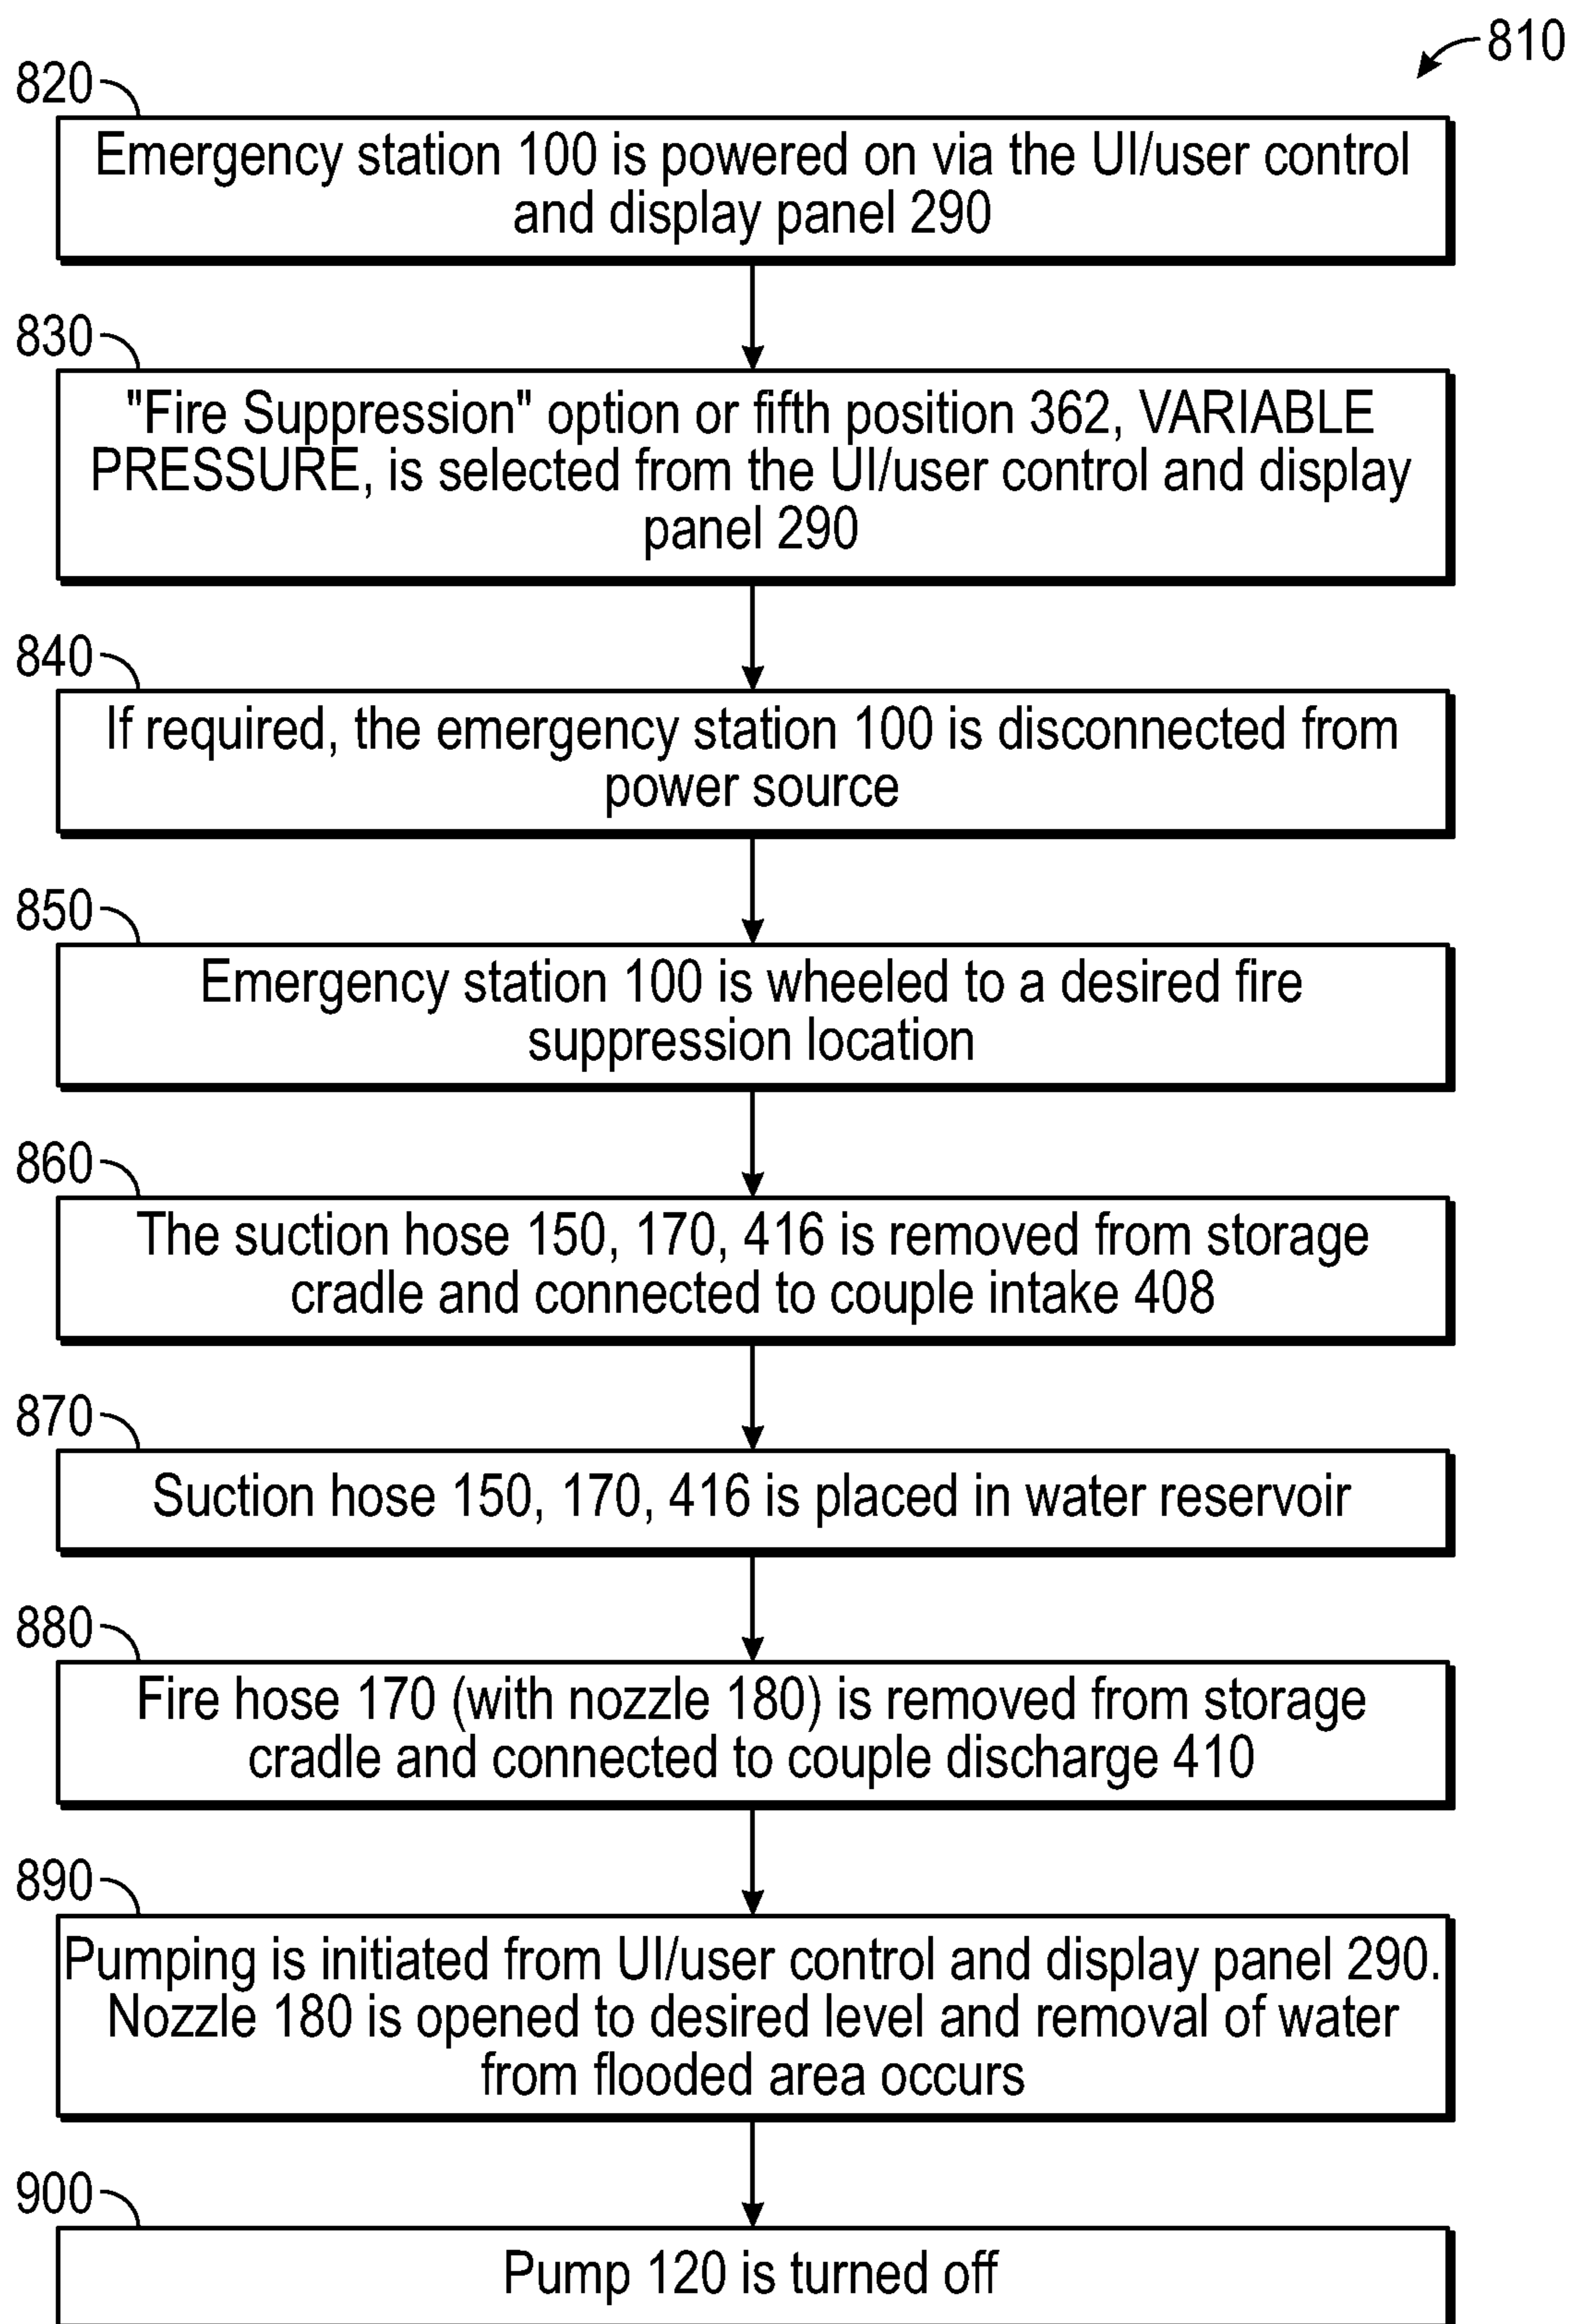 810
820
Emergency station 100 is powered on via the UI/user control
and display panel 290
830
"Fire Suppression" option or fifth position 362, VARIABLE
PRESSURE, is selected from the UI/user control and display
panel 290
840
If required, the emergency station 100 is disconnected from
power source
850
Emergency station 100 is wheeled to a desired fire
suppression location
860
The suction hose 150, 170, 416 is removed from storage
cradle and connected to couple intake 408
870
Suction hose 150, 170, 416 is placed in water reservoir
880
Fire hose 170 (with nozzle 180) is removed from storage
cradle and connected to couple discharge 410
890
Pumping is initiated from UI/user control and display panel 290.
Nozzle 180 is opened to desired level and removal of water
from flooded area occurs
900
Pump 120 is turned off